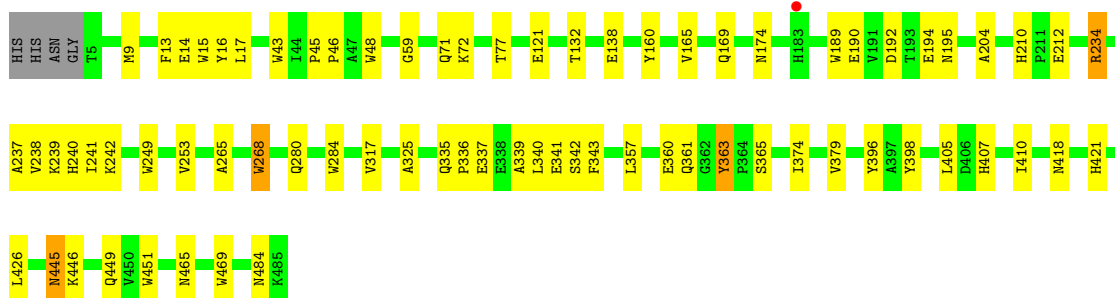 HIS HIS ASN GLY T5 M9 F13 E14 W15 Y16 L17 W43 I44 P45 P46 A47 W48 G59 Q71 K72 T77 E121 T132 E138 Y160 V165 Q169 N174 H183 W189 E190 V191 D192 T193 E194 N195 A204 H210 P211 E212 R234
A237 V238 K239 H240 I241 K242 W249 V253 A265 W268 Q280 W284 V317 A325 Q335 P336 E337 E338 A339 L340 E341 S342 F343 L357 E360 Q361 G362 Y363 P364 S365 I374 V379 Y396 A397 Y398 L405 D406 H407 I410 N418 H421
L426 N445 K446 Q449 V450 W451 N465 W469 N484 K485